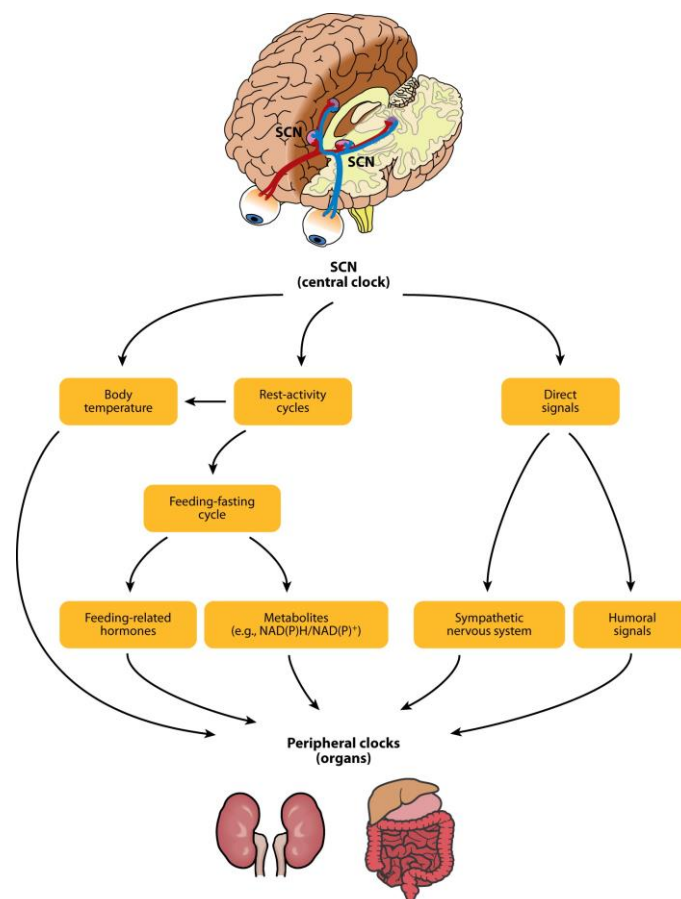 SCN
SCN
SCN
(central clock)
Body
temperature
Rest-activity
cycles
Direct
signals
Feeding-fasting
cycle
Feeding-related
hormones
Metabolites
(e.g., NAD(P)H/NAD(P)⁺)
Sympathetic
nervous system
Humoral
signals
Peripheral clocks
(organs)